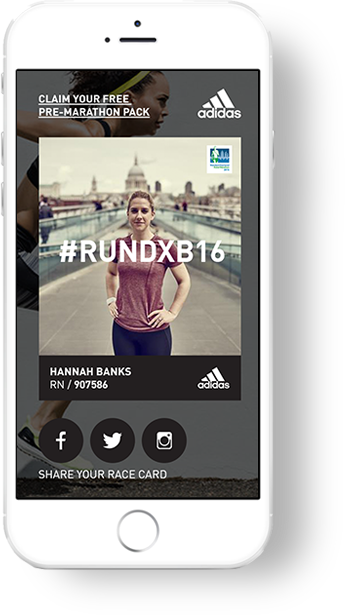 CLAIM YOUR FREE
PRE-MARATHON PACK
adidas
#RUNDXB16
HANNAH BANKS
RN / 907586
adidas
SHARE YOUR RACE CARD